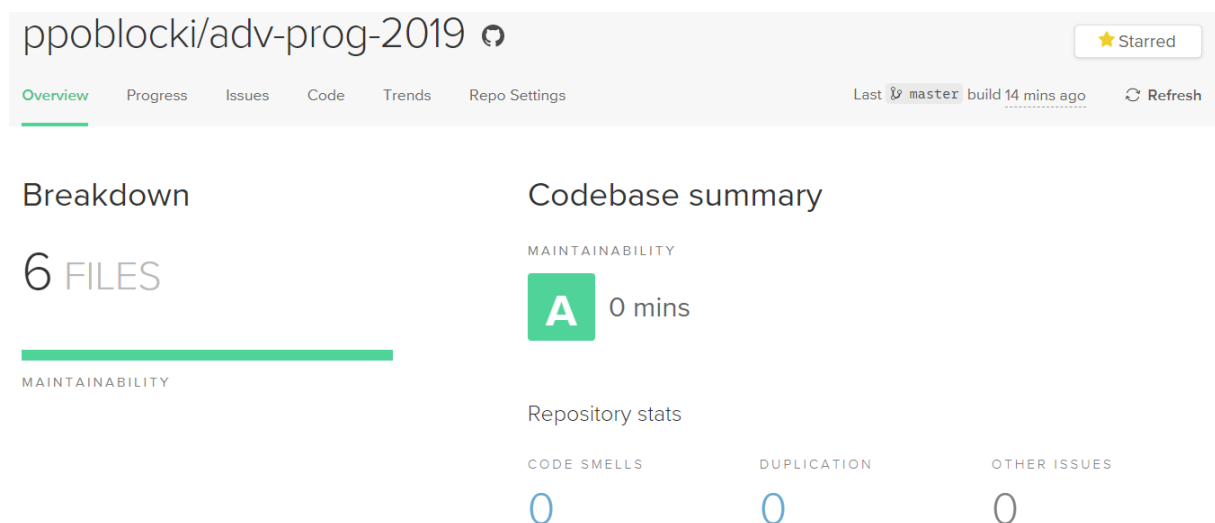 ppoblocki/adv-prog-2019
Starred
Overview Progress Issues Code Trends Repo Settings
Last master build 14 mins ago Refresh
Breakdown
6 FILES
MAINTAINABILITY
Codebase summary
MAINTAINABILITY
A 0 mins
Repository stats
CODE SMELLS DUPLICATION OTHER ISSUES
0 0 0